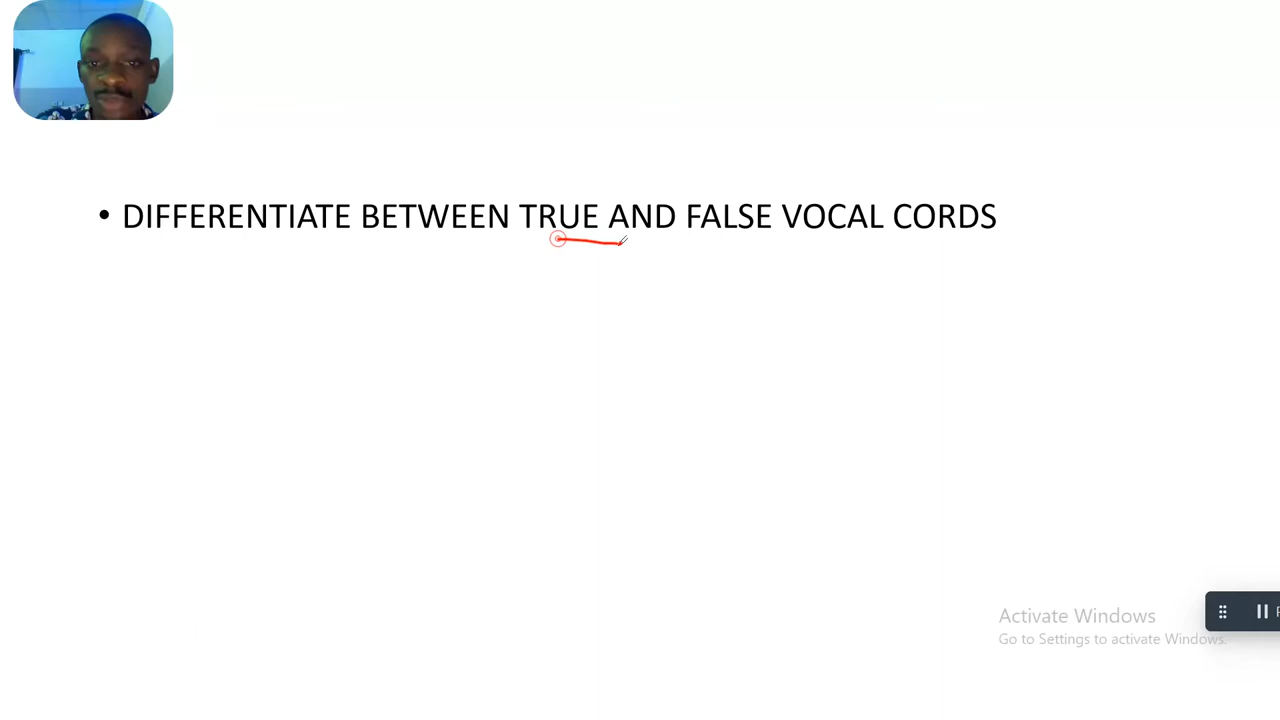 • DIFFERENTIATE BETWEEN TRUE AND FALSE VOCAL CORDS
Activate Windows
Go to Settings to activate Windows.